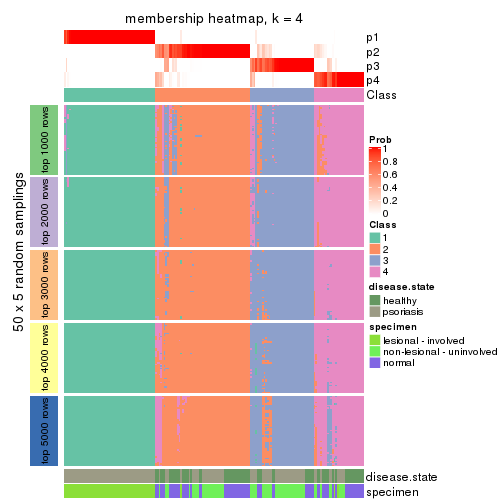 membership heatmap, k = 4
p1
p2
p3
p4
Class
50 x 5 random samplings
top 1000 rows
top 2000 rows
top 3000 rows
top 4000 rows
top 5000 rows
Prob
1
0.8
0.6
0.4
0.2
0
Class
1
2
3
4
disease.state
healthy
psoriasis
specimen
lesional - involved
non-lesional - uninvolved
normal
disease.state
specimen